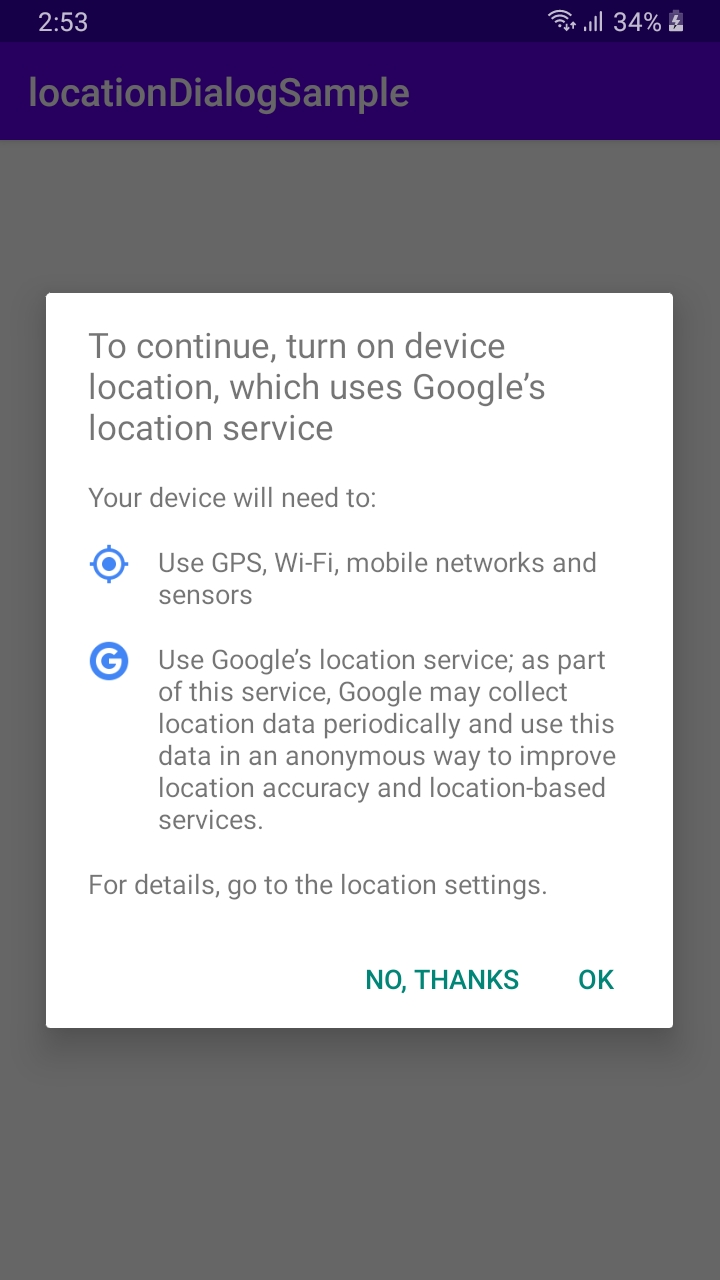 2:53
34%
locationDialogSample
To continue, turn on device
location, which uses Google’s
location service
Your device will need to:
Use GPS, Wi-Fi, mobile networks and
sensors
G
Use Google’s location service; as part
of this service, Google may collect
location data periodically and use this
data in an anonymous way to improve
location accuracy and location-based
services.
For details, go to the location settings.
NO, THANKS
OK